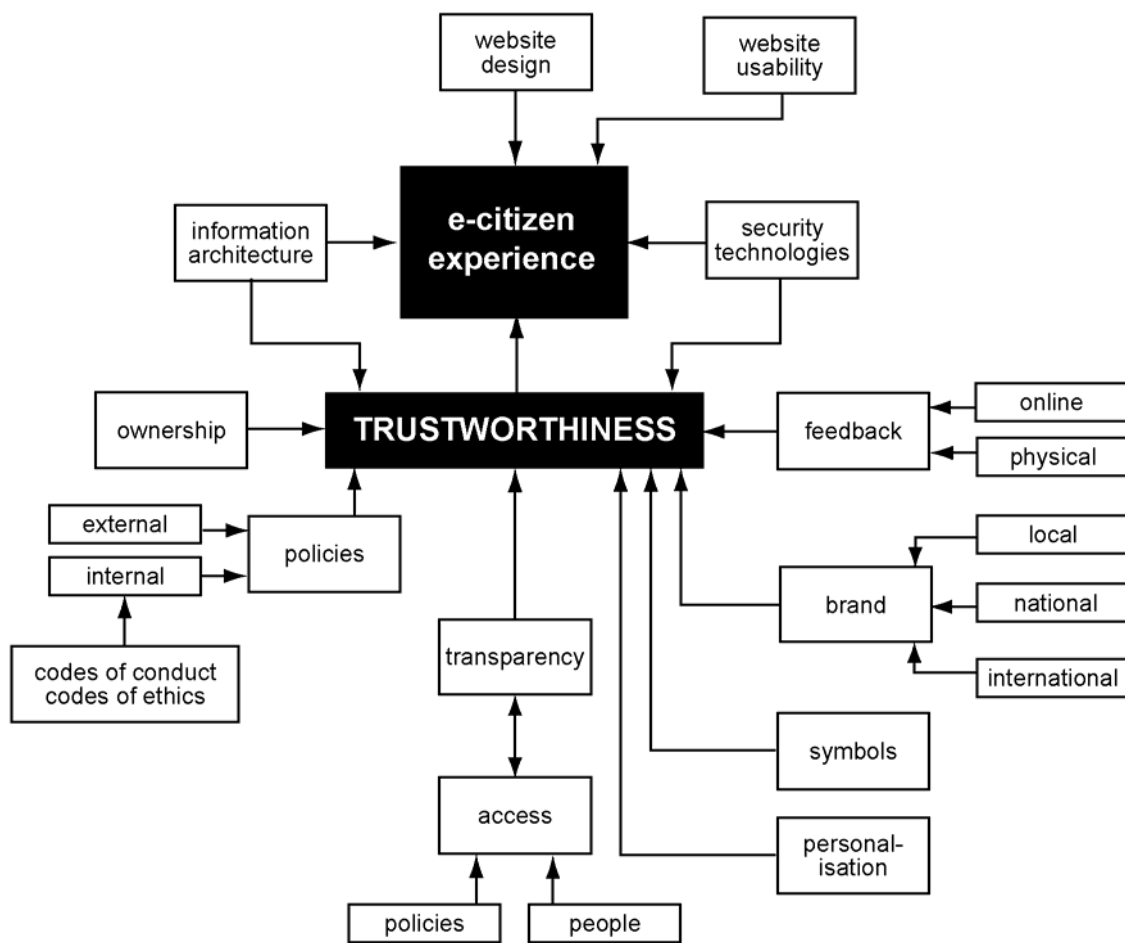 website
design
website
usability
e-citizen
experience
information
architecture
security
technologies
TRUSTWORTHINESS
ownership
feedback
online
physical
external
internal
policies
codes of conduct
codes of ethics
transparency
brand
local
national
international
symbols
access
personal-
isation
policies
people